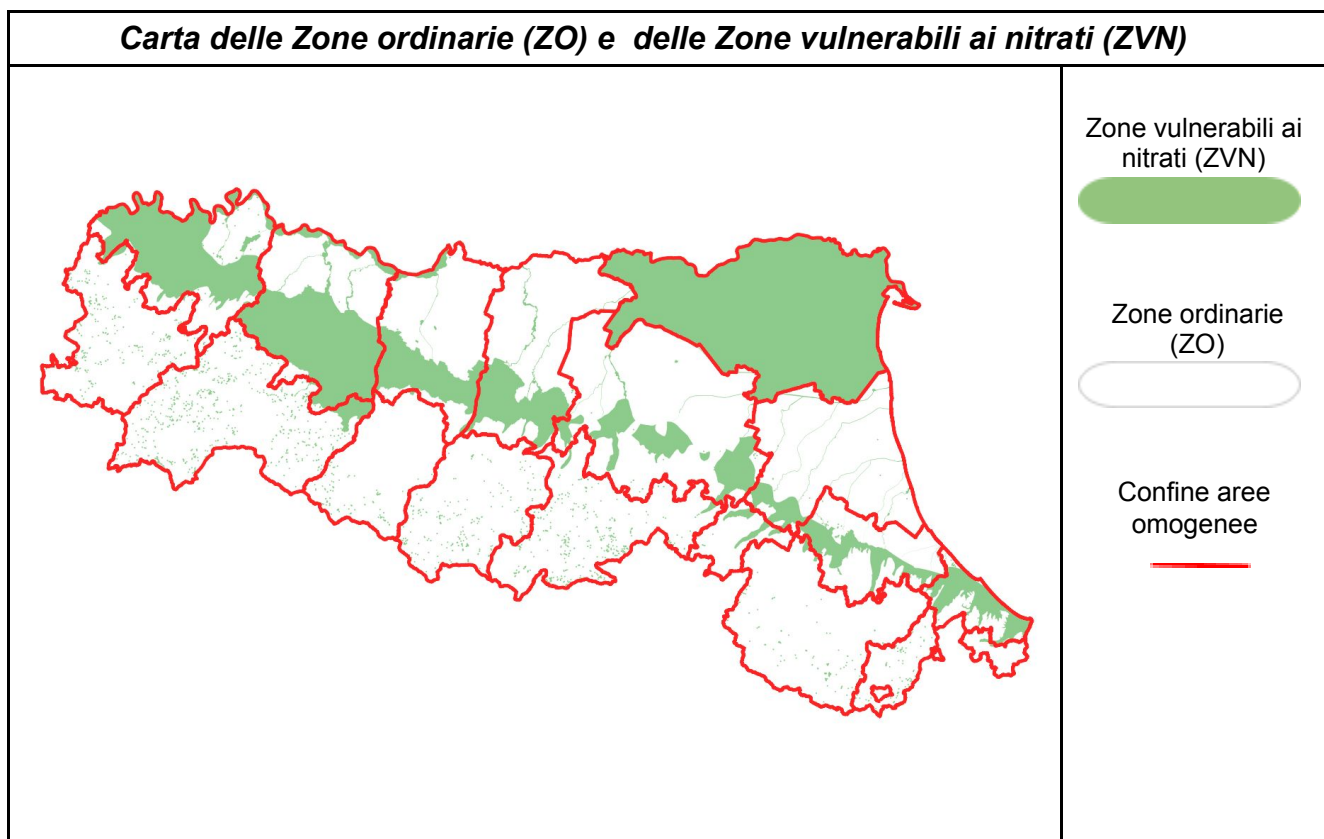 Carta delle Zone ordinarie (ZO) e delle Zone vulnerabili ai nitrati (ZVN)
Zone vulnerabili ai
nitrati (ZVN)
Zone ordinarie
(ZO)
Confine aree
omogenee